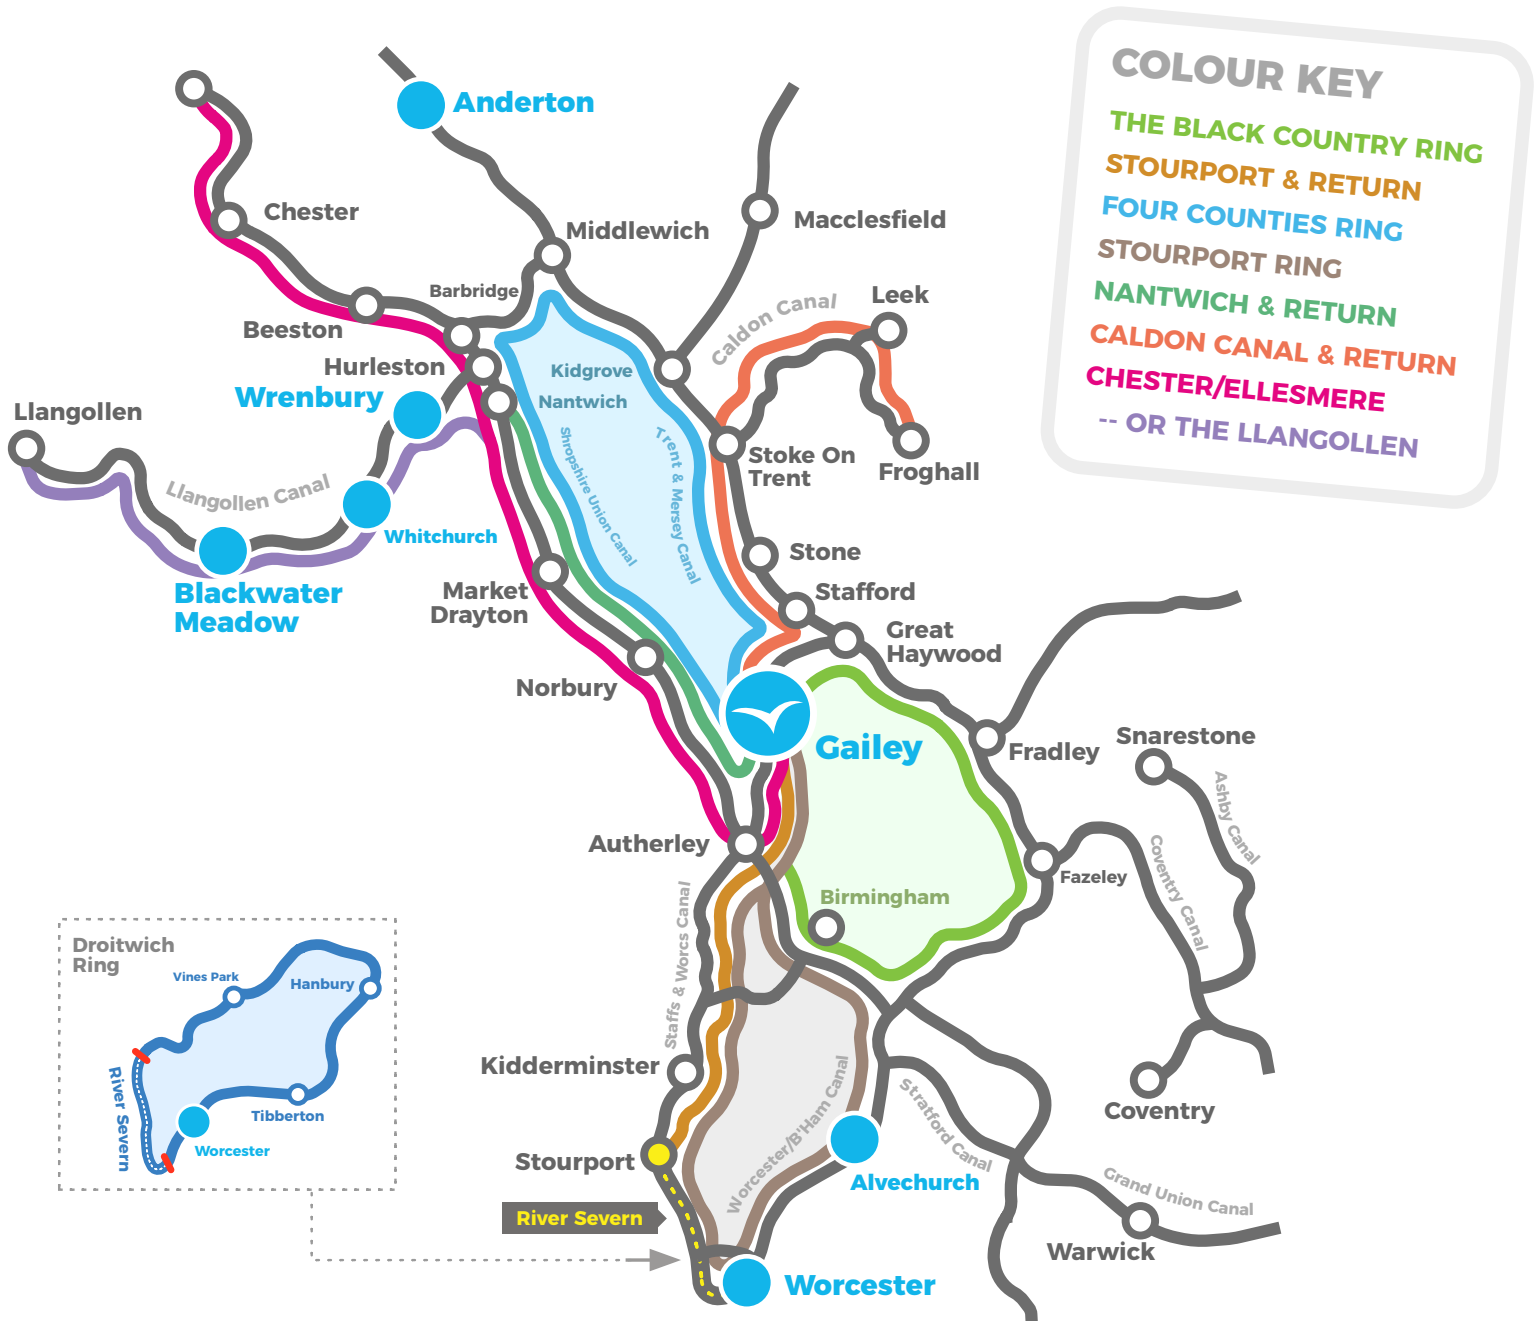 COLOUR KEY
THE BLACK COUNTRY RING
STOURPORT & RETURN
FOUR COUNTIES RING
STOURPORT RING
NANTWICH & RETURN
CALDON CANAL & RETURN
CHESTER/ELLESMERE
-- OR THE LLANGOLLEN
Anderton
Chester
Middlewich
Macclesfield
Barbridge
Caldon Canal
Leek
Beeston
Hurleston
Kidgrove
Wrenbury
Nantwich
Llangollen
Stoke On
Trent
Froghall
Llangollen Canal
Shropshire Union Canal
Trent & Mersey Canal
Whitchurch
Stone
Blackwater
Meadow
Market
Drayton
Stafford
Great
Haywood
Norbury
Gailey
Fradley
Snarestone
Ashby Canal
Autherley
Coventry Canal
Fazeley
Birmingham
Staffs & Worcs Canal
Droitwich
Ring
Vines Park
Hanbury
River Severn
Tibberton
Worcester
Kidderminster
Worcester/B'Ham Canal
Stratford Canal
Coventry
Stourport
Alvechurch
Grand Union Canal
River Severn
Warwick
Worcester